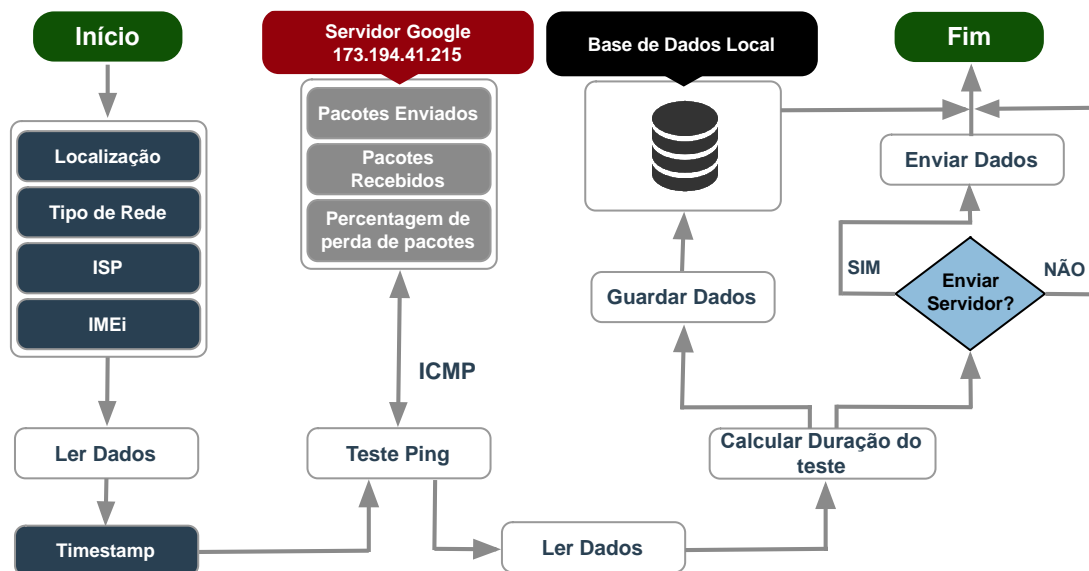 Início
Servidor Google
173.194.41.215
Base de Dados Local
Fim
Localização
Tipo de Rede
ISP
IMEi
Pacotes Enviados
Pacotes
Recebidos
Percentagem de
perda de pacotes
Enviar Dados
SIM
Enviar
Servidor?
NÃO
Guardar Dados
ICMP
Ler Dados
Teste Ping
Calcular Duração do
teste
Timestamp
Ler Dados